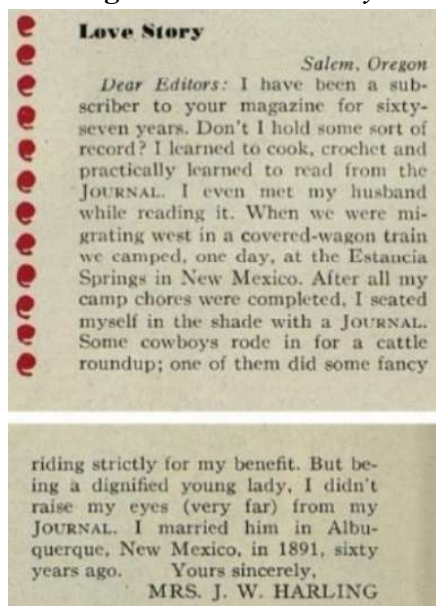 Love Story
Salem, Oregon
Dear Editors: I have been a sub-
scriber to your magazine for sixty-
seven years. Don't I hold some sort of
record? I learned to cook, crochet and
practically learned to read from the
JOURNAL. I even met my husband
while reading it. When we were mi-
grating west in a covered-wagon train
we camped, one day, at the Estancia
Springs in New Mexico. After all my
camp chores were completed, I seated
myself in the shade with a JOURNAL.
Some cowboys rode in for a cattle
roundup; one of them did some fancy
riding strictly for my benefit. But be-
ing a dignified young lady, I didn't
raise my eyes (very far) from my
JOURNAL. I married him in Albu-
querque, New Mexico, in 1891, sixty
years ago. Yours sincerely,
MRS. J. W. HARLING